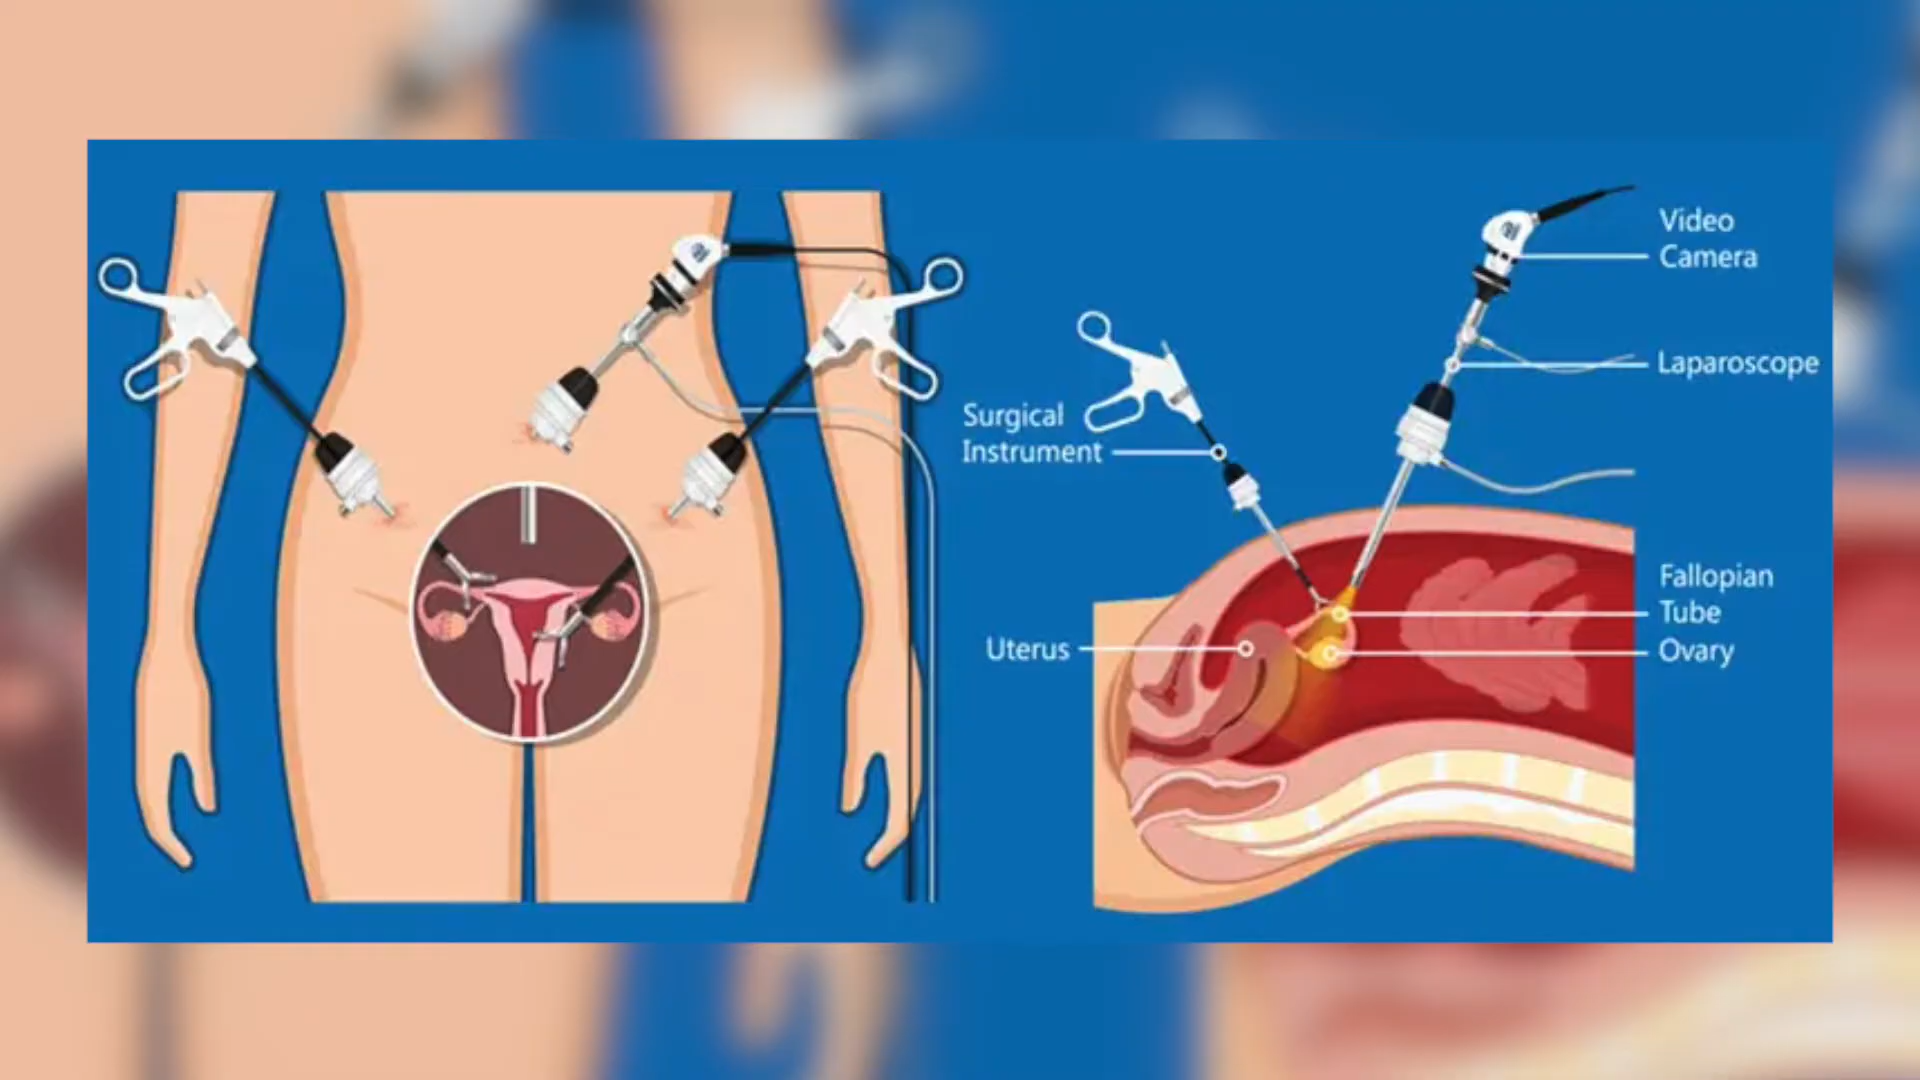 Video
Camera
Laparoscope
Surgical
Instrument
Fallopian
Tube
Uterus
Ovary